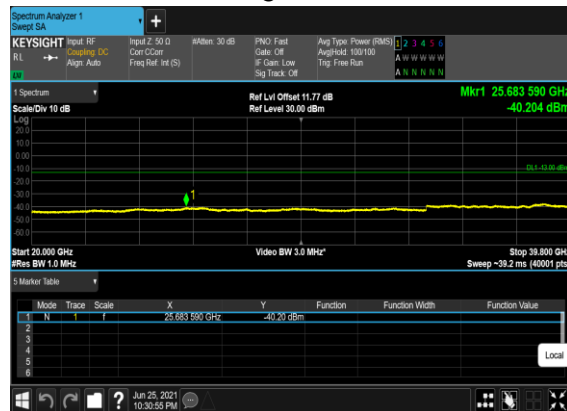 Spectrum Analyzer 1
Swept SA
+
KEYSIGHT Input: RF Input Z: 50 Ω #Atten: 30 dB PNO: Fast Avg Type: Power (RMS) 1 2 3 4 5 6
RL Coupling: DC Corr CCorr Gate: Off Avg|Hold: 100/100 A W W W W W
Align: Auto Freq Ref: Int (S) IF Gain: Low Trig: Free Run
LXI Sig Track: Off A N N N N N
1 Spectrum Mkr1 25.683 590 GHz
Ref Lvl Offset 11.77 dB
Scale/Div 10 dB Ref Level 30.00 dBm -40.204 dBm
Log
20.0
10.0
0.00
-10.0
DL1 -13.00 dBm
-20.0
-30.0
1
-40.0
-50.0
-60.0
Start 20.000 GHz Video BW 3.0 MHz* Stop 39.800 GHz
#Res BW 1.0 MHz Sweep ~39.2 ms (40001 pts)
5 Marker Table
Mode Trace Scale X Y Function Function Width Function Value
1 N 1 f 25.683 590 GHz -40.20 dBm
2
3
4
5
6
Local
? Jun 25, 2021
10:30:55 PM